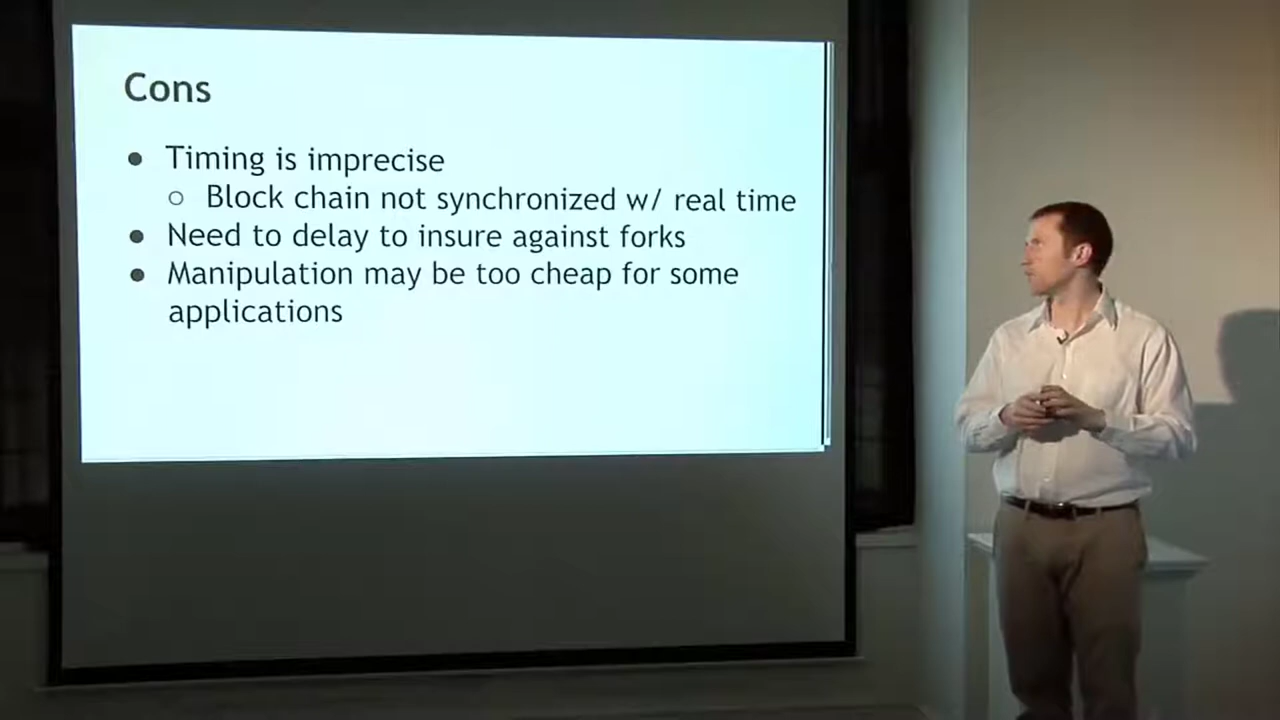 Cons
● Timing is imprecise
○ Block chain not synchronized w/ real time
● Need to delay to insure against forks
● Manipulation may be too cheap for some
applications